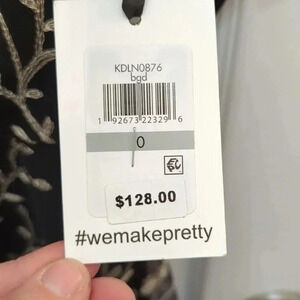 KDLN0876
bgd
1 92673 22329 6
0
$128.00
#wemakepretty